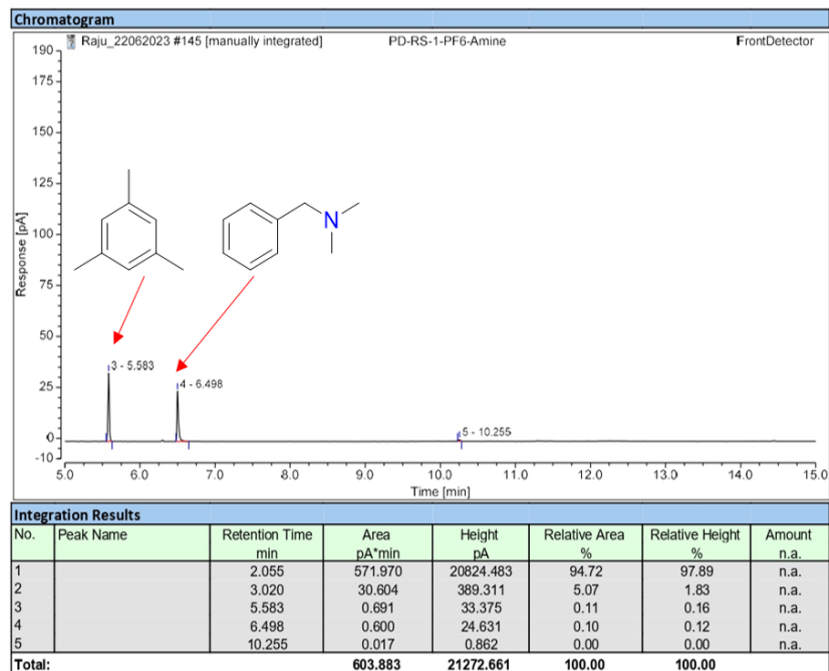 Chromatogram
Raju_22062023 #145 [manually integrated] PD-RS-1-PF6-Amine FrontDetector
190
175
150
125
100
75
50
25
0
-10
Response [pA]
N
3 - 5.583
4 - 6.498
5 - 10.255
5.0 6.0 7.0 8.0 9.0 10.0 11.0 12.0 13.0 14.0 15.0
Time [min]
Integration Results
No. Peak Name Retention Time Area Height Relative Area Relative Height Amount
min pA*min pA % % n.a.
1 2.055 571.970 20824.483 94.72 97.89 n.a.
2 3.020 30.604 389.311 5.07 1.83 n.a.
3 5.583 0.691 33.375 0.11 0.16 n.a.
4 6.498 0.600 24.631 0.10 0.12 n.a.
5 10.255 0.017 0.862 0.00 0.00 n.a.
Total: 603.883 21272.661 100.00 100.00